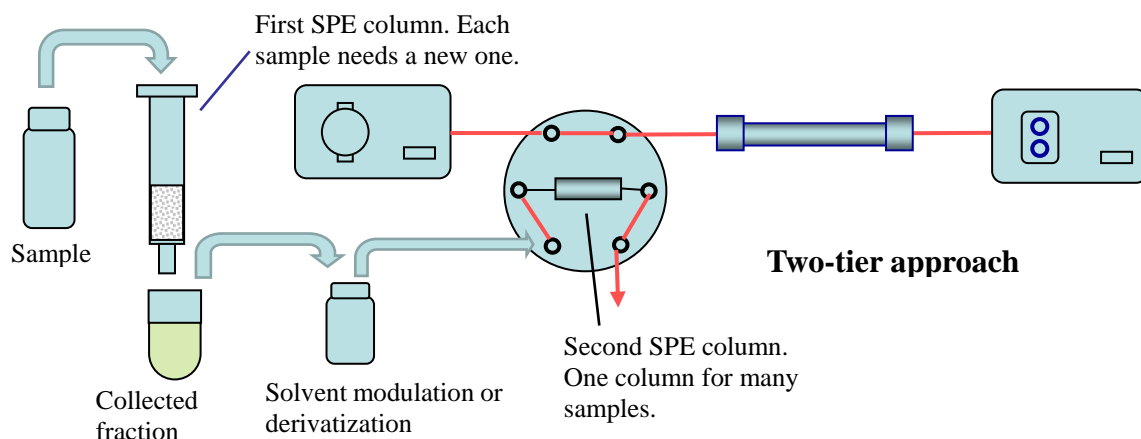 First SPE column. Each
sample needs a new one.
Sample
Two-tier approach
Collected
fraction
Solvent modulation or
derivatization
Second SPE column.
One column for many
samples.